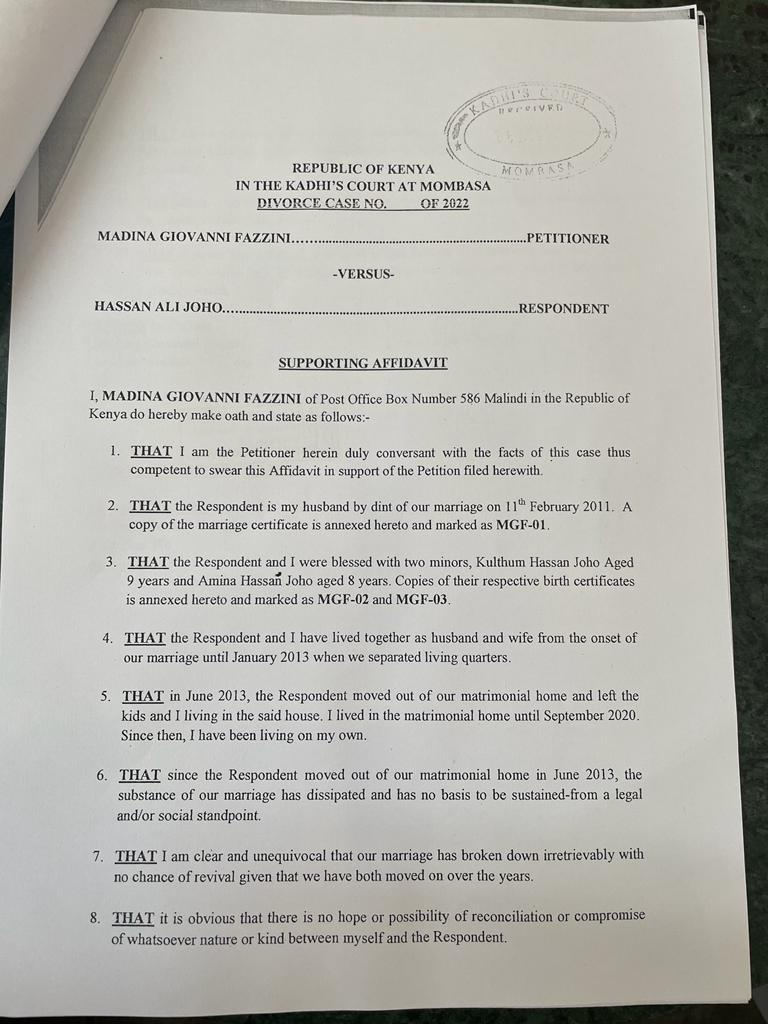 KADHI'S COURT
RECEIVED
MOMBASA
REPUBLIC OF KENYA
IN THE KADHI'S COURT AT MOMBASA
DIVORCE CASE NO. OF 2022
MADINA GIOVANNI FAZZINI..............................PETITIONER
-VERSUS-
HASSAN ALI JOHO..............................RESPONDENT
SUPPORTING AFFIDAVIT
I, MADINA GIOVANNI FAZZINI of Post Office Box Number 586 Malindi in the Republic of
Kenya do hereby make oath and state as follows:-
1. THAT I am the Petitioner herein duly conversant with the facts of this case thus
competent to swear this Affidavit in support of the Petition filed herewith.
2. THAT the Respondent is my husband by dint of our marriage on 11th February 2011. A
copy of the marriage certificate is annexed hereto and marked as MGF-01.
3. THAT the Respondent and I were blessed with two minors, Kulthum Hassan Joho Aged
9 years and Amina Hassan Joho aged 8 years. Copies of their respective birth certificates
is annexed hereto and marked as MGF-02 and MGF-03.
4. THAT the Respondent and I have lived together as husband and wife from the onset of
our marriage until January 2013 when we separated living quarters.
5. THAT in June 2013, the Respondent moved out of our matrimonial home and left the
kids and I living in the said house. I lived in the matrimonial home until September 2020.
Since then, I have been living on my own.
6. THAT since the Respondent moved out of our matrimonial home in June 2013, the
substance of our marriage has dissipated and has no basis to be sustained-from a legal
and/or social standpoint.
7. THAT I am clear and unequivocal that our marriage has broken down irretrievably with
no chance of revival given that we have both moved on over the years.
8. THAT it is obvious that there is no hope or possibility of reconciliation or compromise
of whatsoever nature or kind between myself and the Respondent.